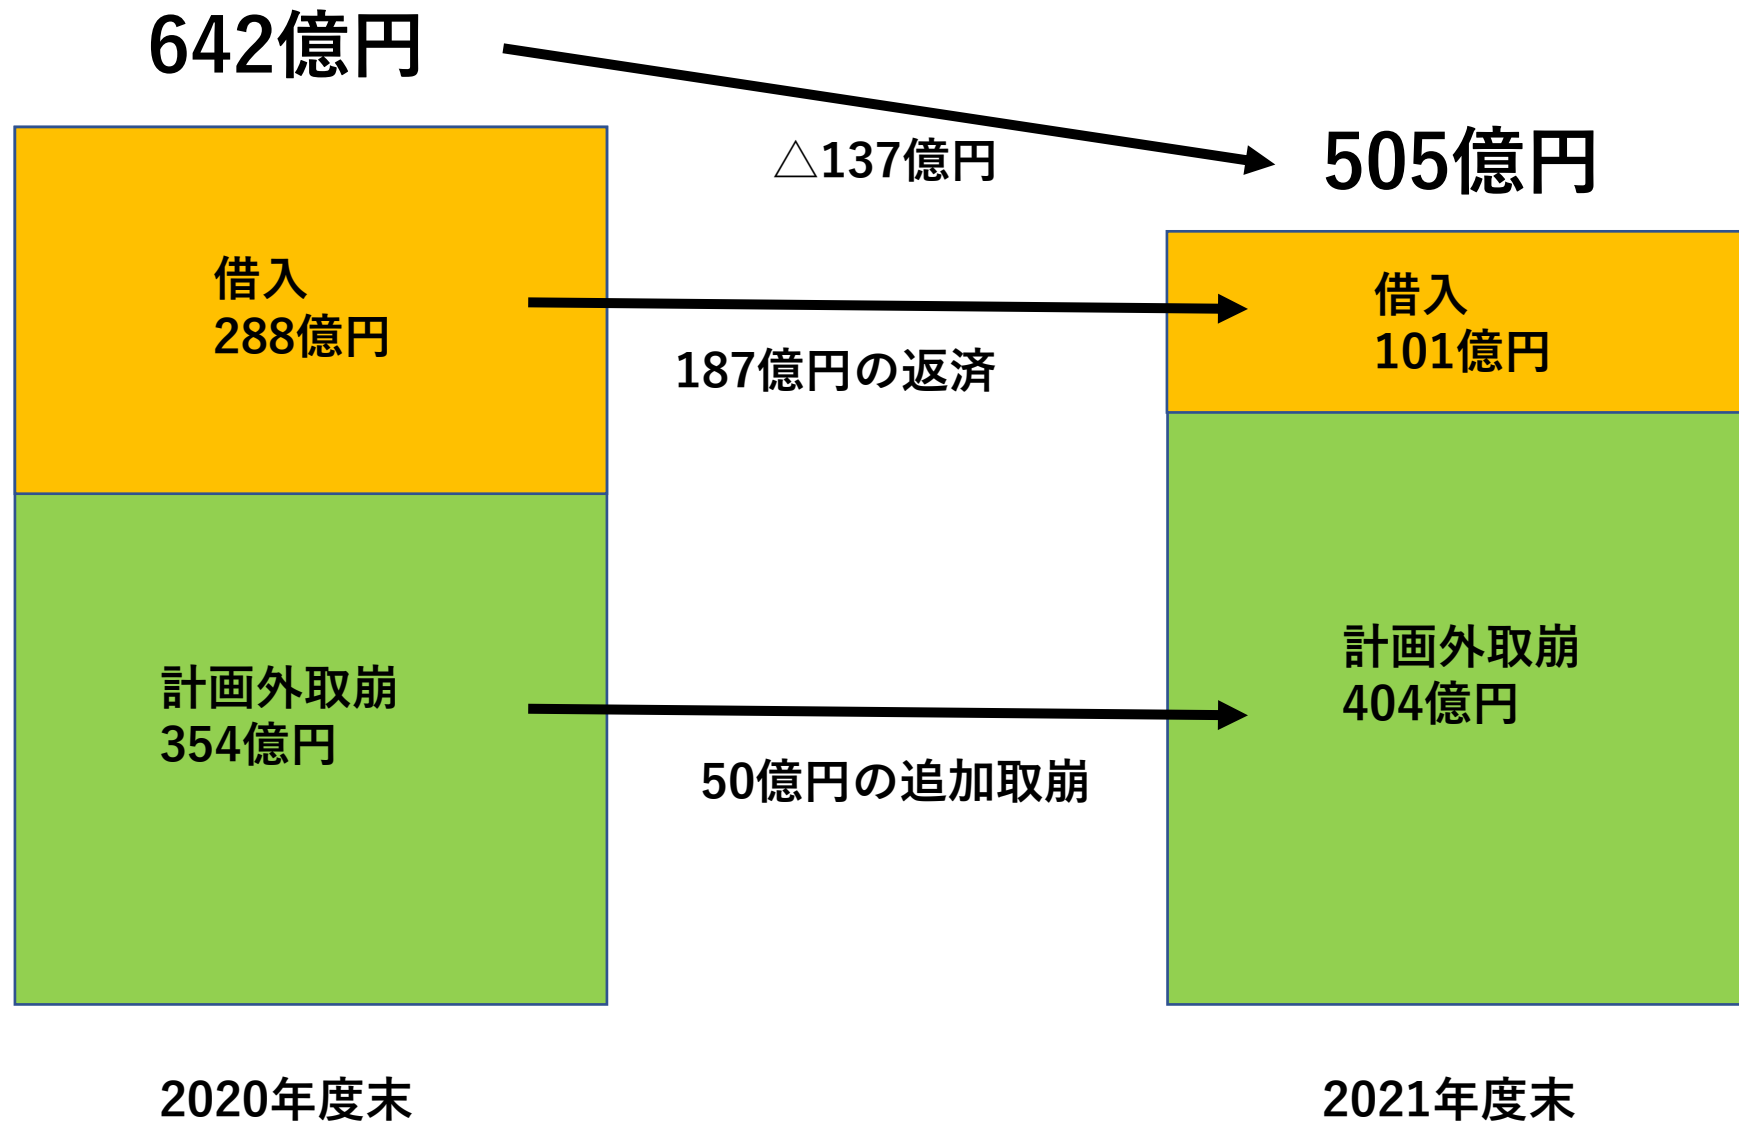 642億円
△137億円
505億円
借入
288億円
187億円の返済
借入
101億円
計画外取崩
354億円
50億円の追加取崩
計画外取崩
404億円
2020年度末
2021年度末